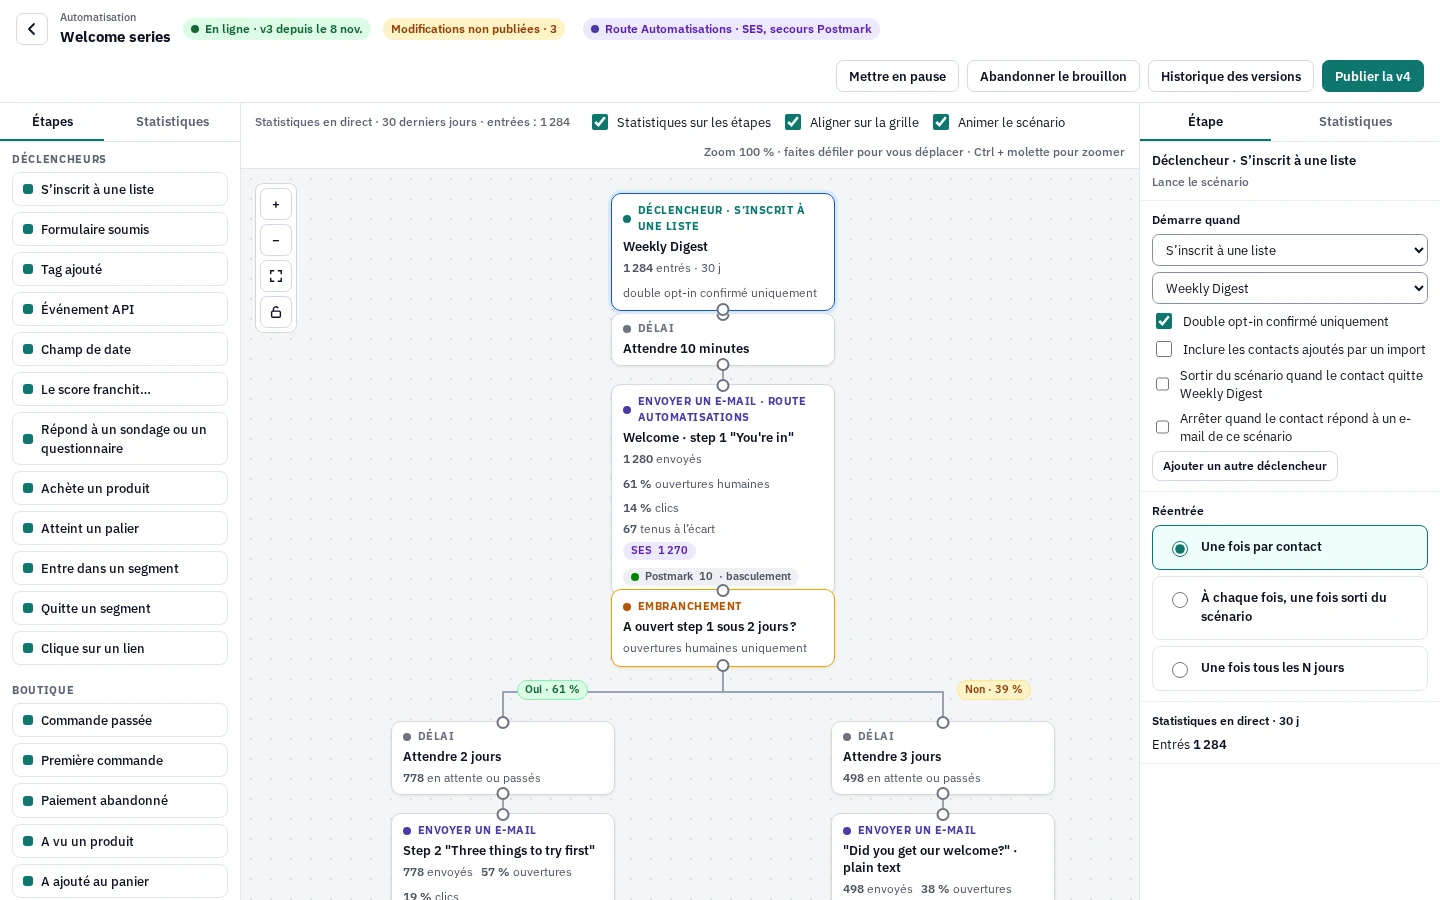 Automatisation
Welcome series
En ligne · v3 depuis le 8 nov.
Modifications non publiées · 3
Route Automatisations · SES, secours Postmark
Mettre en pause
Abandonner le brouillon
Historique des versions
Publier la v4
Étapes
Statistiques
DÉCLENCHEURS
S’inscrit à une liste
Formulaire soumis
Tag ajouté
Événement API
Champ de date
Le score franchit…
Répond à un sondage ou un
questionnaire
Achète un produit
Atteint un palier
Entre dans un segment
Quitte un segment
Clique sur un lien
BOUTIQUE
Commande passée
Première commande
Paiement abandonné
A vu un produit
A ajouté au panier
Statistiques en direct · 30 derniers jours · entrées : 1 284
Statistiques sur les étapes
Aligner sur la grille
Animer le scénario
Zoom 100 % · faites défiler pour vous déplacer · Ctrl + molette pour zoomer
+
−
DÉCLENCHEUR · S’INSCRIT À
UNE LISTE
Weekly Digest
1 284 entrés · 30 j
double opt-in confirmé uniquement
DÉLAI
Attendre 10 minutes
ENVOYER UN E-MAIL · ROUTE
AUTOMATISATIONS
Welcome · step 1 "You're in"
1 280 envoyés
61 % ouvertures humaines
14 % clics
67 tenus à l’écart
SES 1 270
Postmark 10 · basculement
EMBRANCHEMENT
A ouvert step 1 sous 2 jours ?
ouvertures humaines uniquement
Oui · 61 %
Non · 39 %
DÉLAI
Attendre 2 jours
778 en attente ou passés
DÉLAI
Attendre 3 jours
498 en attente ou passés
ENVOYER UN E-MAIL
Step 2 "Three things to try first"
778 envoyés 57 % ouvertures
19 % clics
ENVOYER UN E-MAIL
"Did you get our welcome?" ·
plain text
498 envoyés 38 % ouvertures
Étape
Statistiques
Déclencheur · S’inscrit à une liste
Lance le scénario
Démarre quand
S’inscrit à une liste
Weekly Digest
Double opt-in confirmé uniquement
Inclure les contacts ajoutés par un import
Sortir du scénario quand le contact quitte
Weekly Digest
Arrêter quand le contact répond à un e-
mail de ce scénario
Ajouter un autre déclencheur
Réentrée
Une fois par contact
À chaque fois, une fois sorti du
scénario
Une fois tous les N jours
Statistiques en direct · 30 j
Entrés 1 284